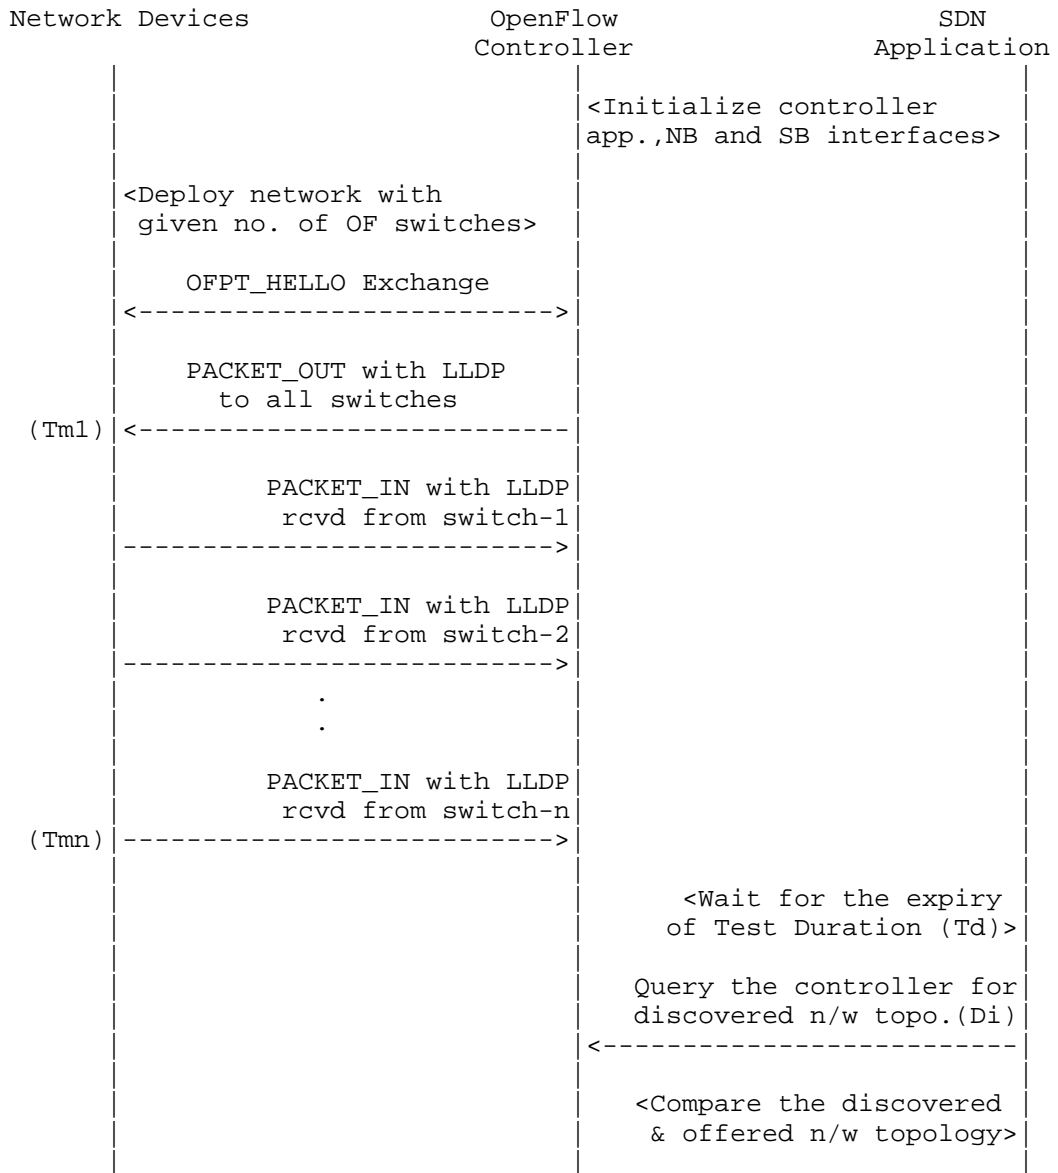 Network Devices OpenFlow SDN
Controller Application
<Initialize controller
app.,NB and SB interfaces>
<Deploy network with
given no. of OF switches>
OFPT_HELLO Exchange
<-------------------------->
PACKET_OUT with LLDP
to all switches
(Tm1) <---------------------------
PACKET_IN with LLDP
rcvd from switch-1
--------------------------->
PACKET_IN with LLDP
rcvd from switch-2
--------------------------->
.
.
PACKET_IN with LLDP
rcvd from switch-n
(Tmn) --------------------------->
<Wait for the expiry
of Test Duration (Td)>
Query the controller for
discovered n/w topo.(Di)
<--------------------------
<Compare the discovered
& offered n/w topology>